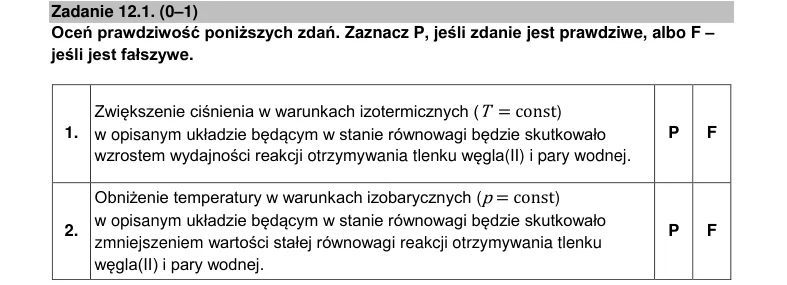 Zadanie 12.1. (0–1)
Oceń prawdziwość poniższych zdań. Zaznacz P, jeśli zdanie jest prawdziwe, albo F –
jeśli jest fałszywe.
Zwiększenie ciśnienia w warunkach izotermicznych (T = const)
1. w opisanym układzie będącym w stanie równowagi będzie skutkowało P F
wzrostem wydajności reakcji otrzymywania tlenku węgla(II) i pary wodnej.
Obniżenie temperatury w warunkach izobarycznych (p = const)
w opisanym układzie będącym w stanie równowagi będzie skutkowało
2. zmniejszeniem wartości stałej równowagi reakcji otrzymywania tlenku P F
węgla(II) i pary wodnej.